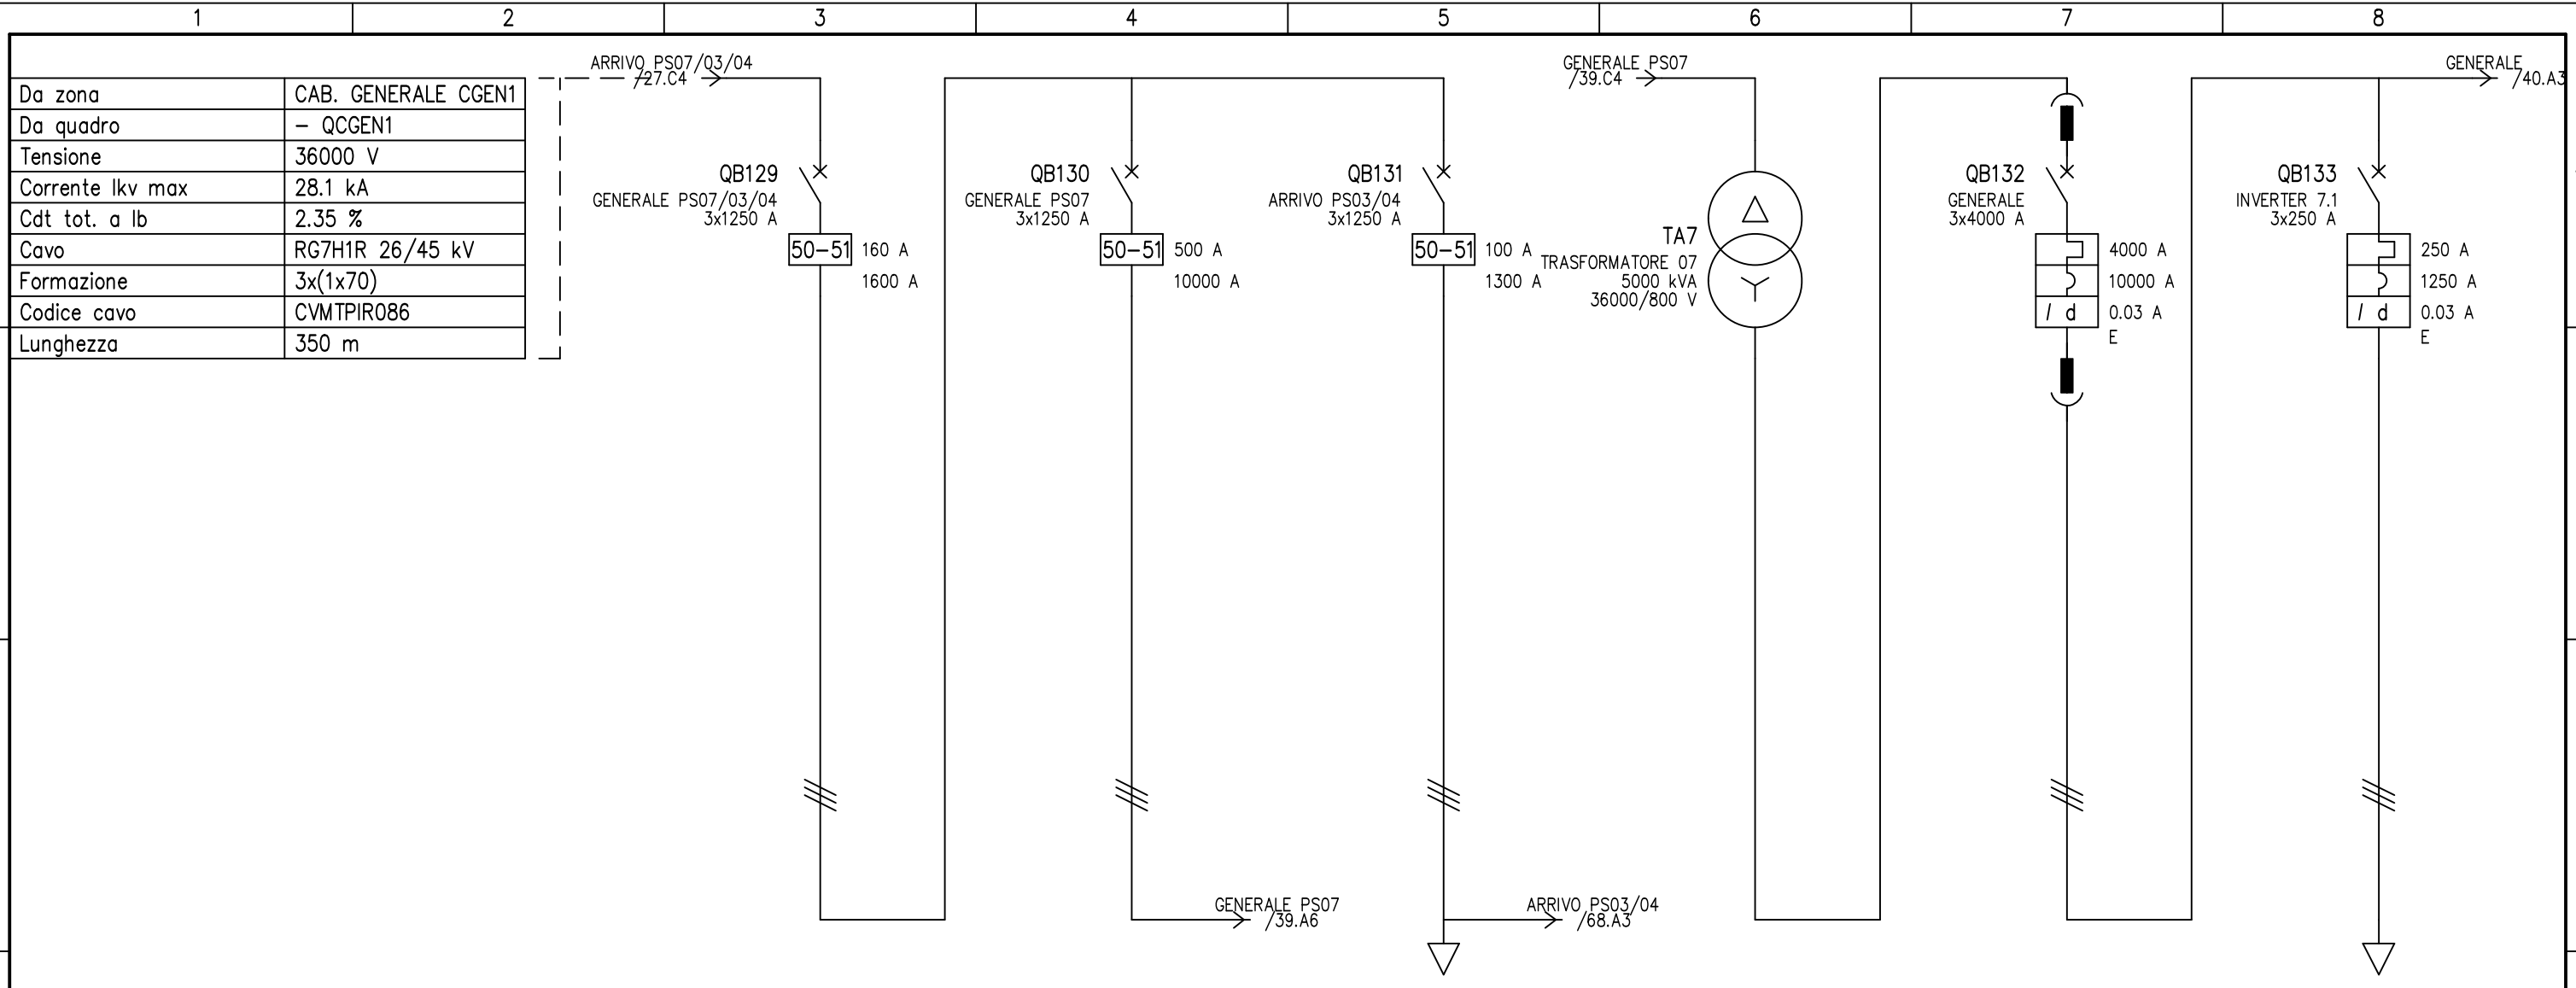 1 2 3 4 5 6 7 8
Da zona CAB. GENERALE CGEN1
Da quadro - QCGEN1
Tensione 36000 V
Corrente Ikv max 28.1 kA
Cdt tot. a Ib 2.35 %
Cavo RG7H1R 26/45 kV
Formazione 3x(1x70)
Codice cavo CVMTPIR086
Lunghezza 350 m
ARRIVO PS07/03/04
/27.C4
QB129
GENERALE PS07/03/04
3x1250 A
50-51
160 A
1600 A
QB130
GENERALE PS07
3x1250 A
50-51
500 A
10000 A
GENERALE PS07
/39.A6
QB131
ARRIVO PS03/04
3x1250 A
50-51
100 A
1300 A
ARRIVO PS03/04
/68.A3
GENERALE PS07
/39.C4
TA7
TRASFORMATORE 07
5000 kVA
36000/800 V
QB132
GENERALE
3x4000 A
4000 A
10000 A
I d
0.03 A
E
GENERALE
/40.A3
QB133
INVERTER 7.1
3x250 A
250 A
1250 A
I d
0.03 A
E